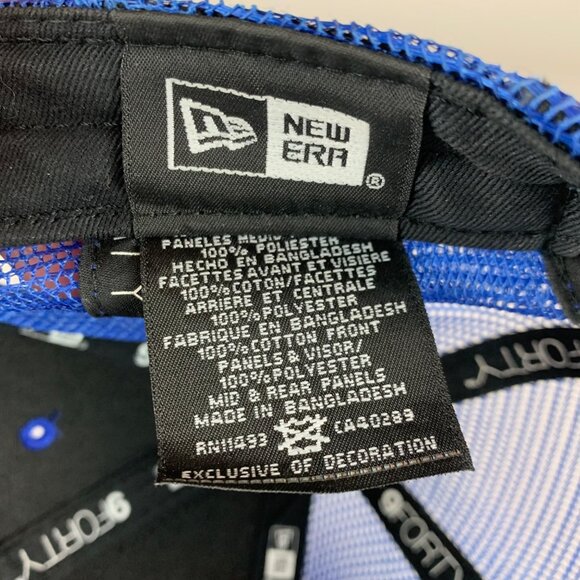 NEW
ERA
®
PANELES MEDIO
100% POLIESTER
HECHO EN BANGLADESH
FACETTES AVANT ET VISIERE
100% COTON/FACETTES
ARRIERE ET CENTRALE
100% POLYESTER
FABRIQUE EN BANGLADESH
100% COTTON FRONT
PANELS & VISOR/
100% POLYESTER
MID & REAR PANELS
MADE IN BANGLADESH
RN11493 CA40289
EXCLUSIVE OF DECORATION
9FORTY
9FORTY
9FORTY